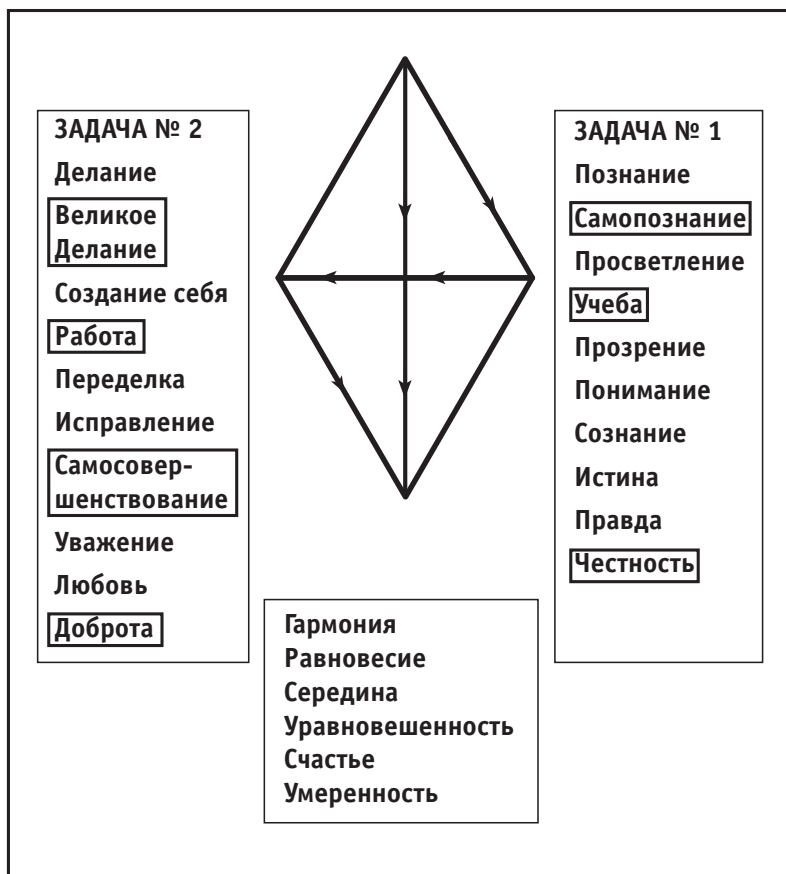 ЗАДАЧА № 2
Делание
Великое
Делание
Создание себя
Работа
Переделка
Исправление
Самосовер-
шенствование
Уважение
Любовь
Доброта
ЗАДАЧА № 1
Познание
Самопознание
Просветление
Учеба
Прозрение
Понимание
Сознание
Истина
Правда
Честность
Гармония
Равновесие
Середина
Уравновешенность
Счастье
Умеренность